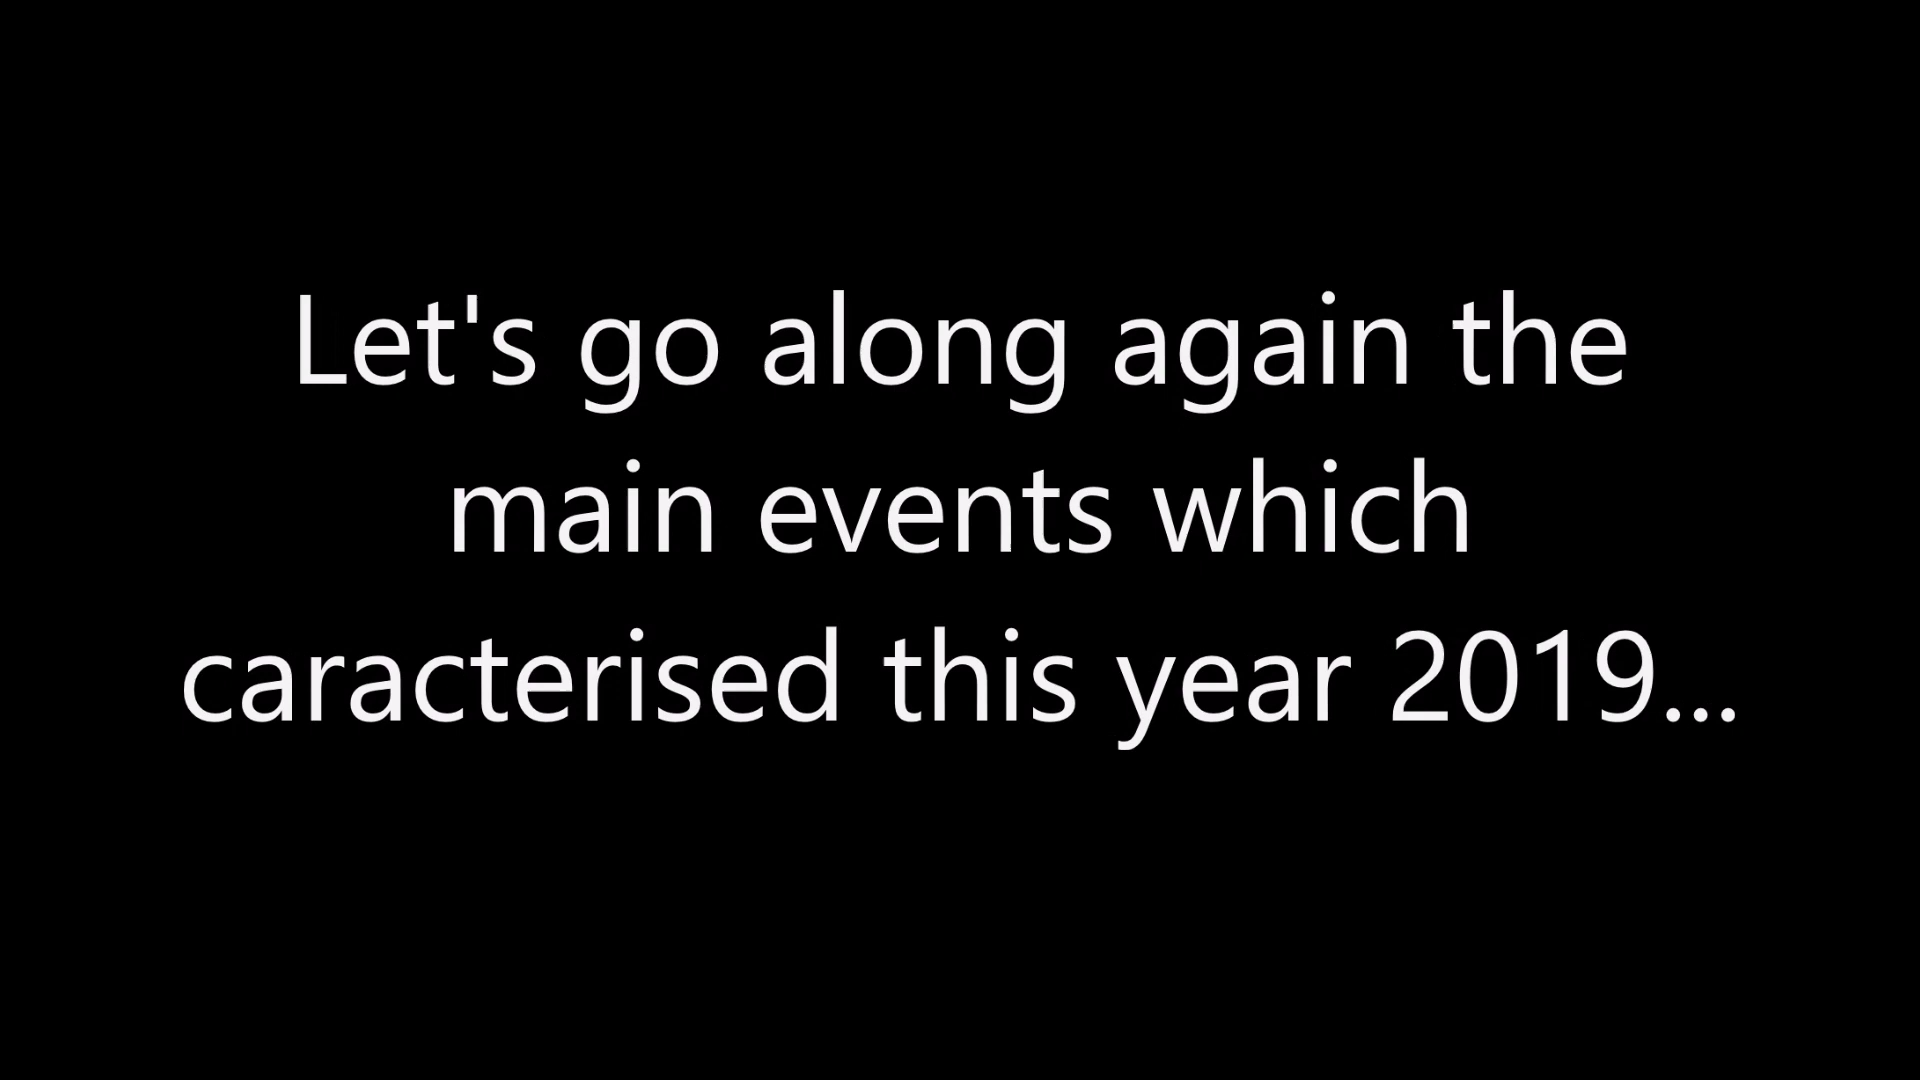 Let's go along again the
main events which
caracterised this year 2019...